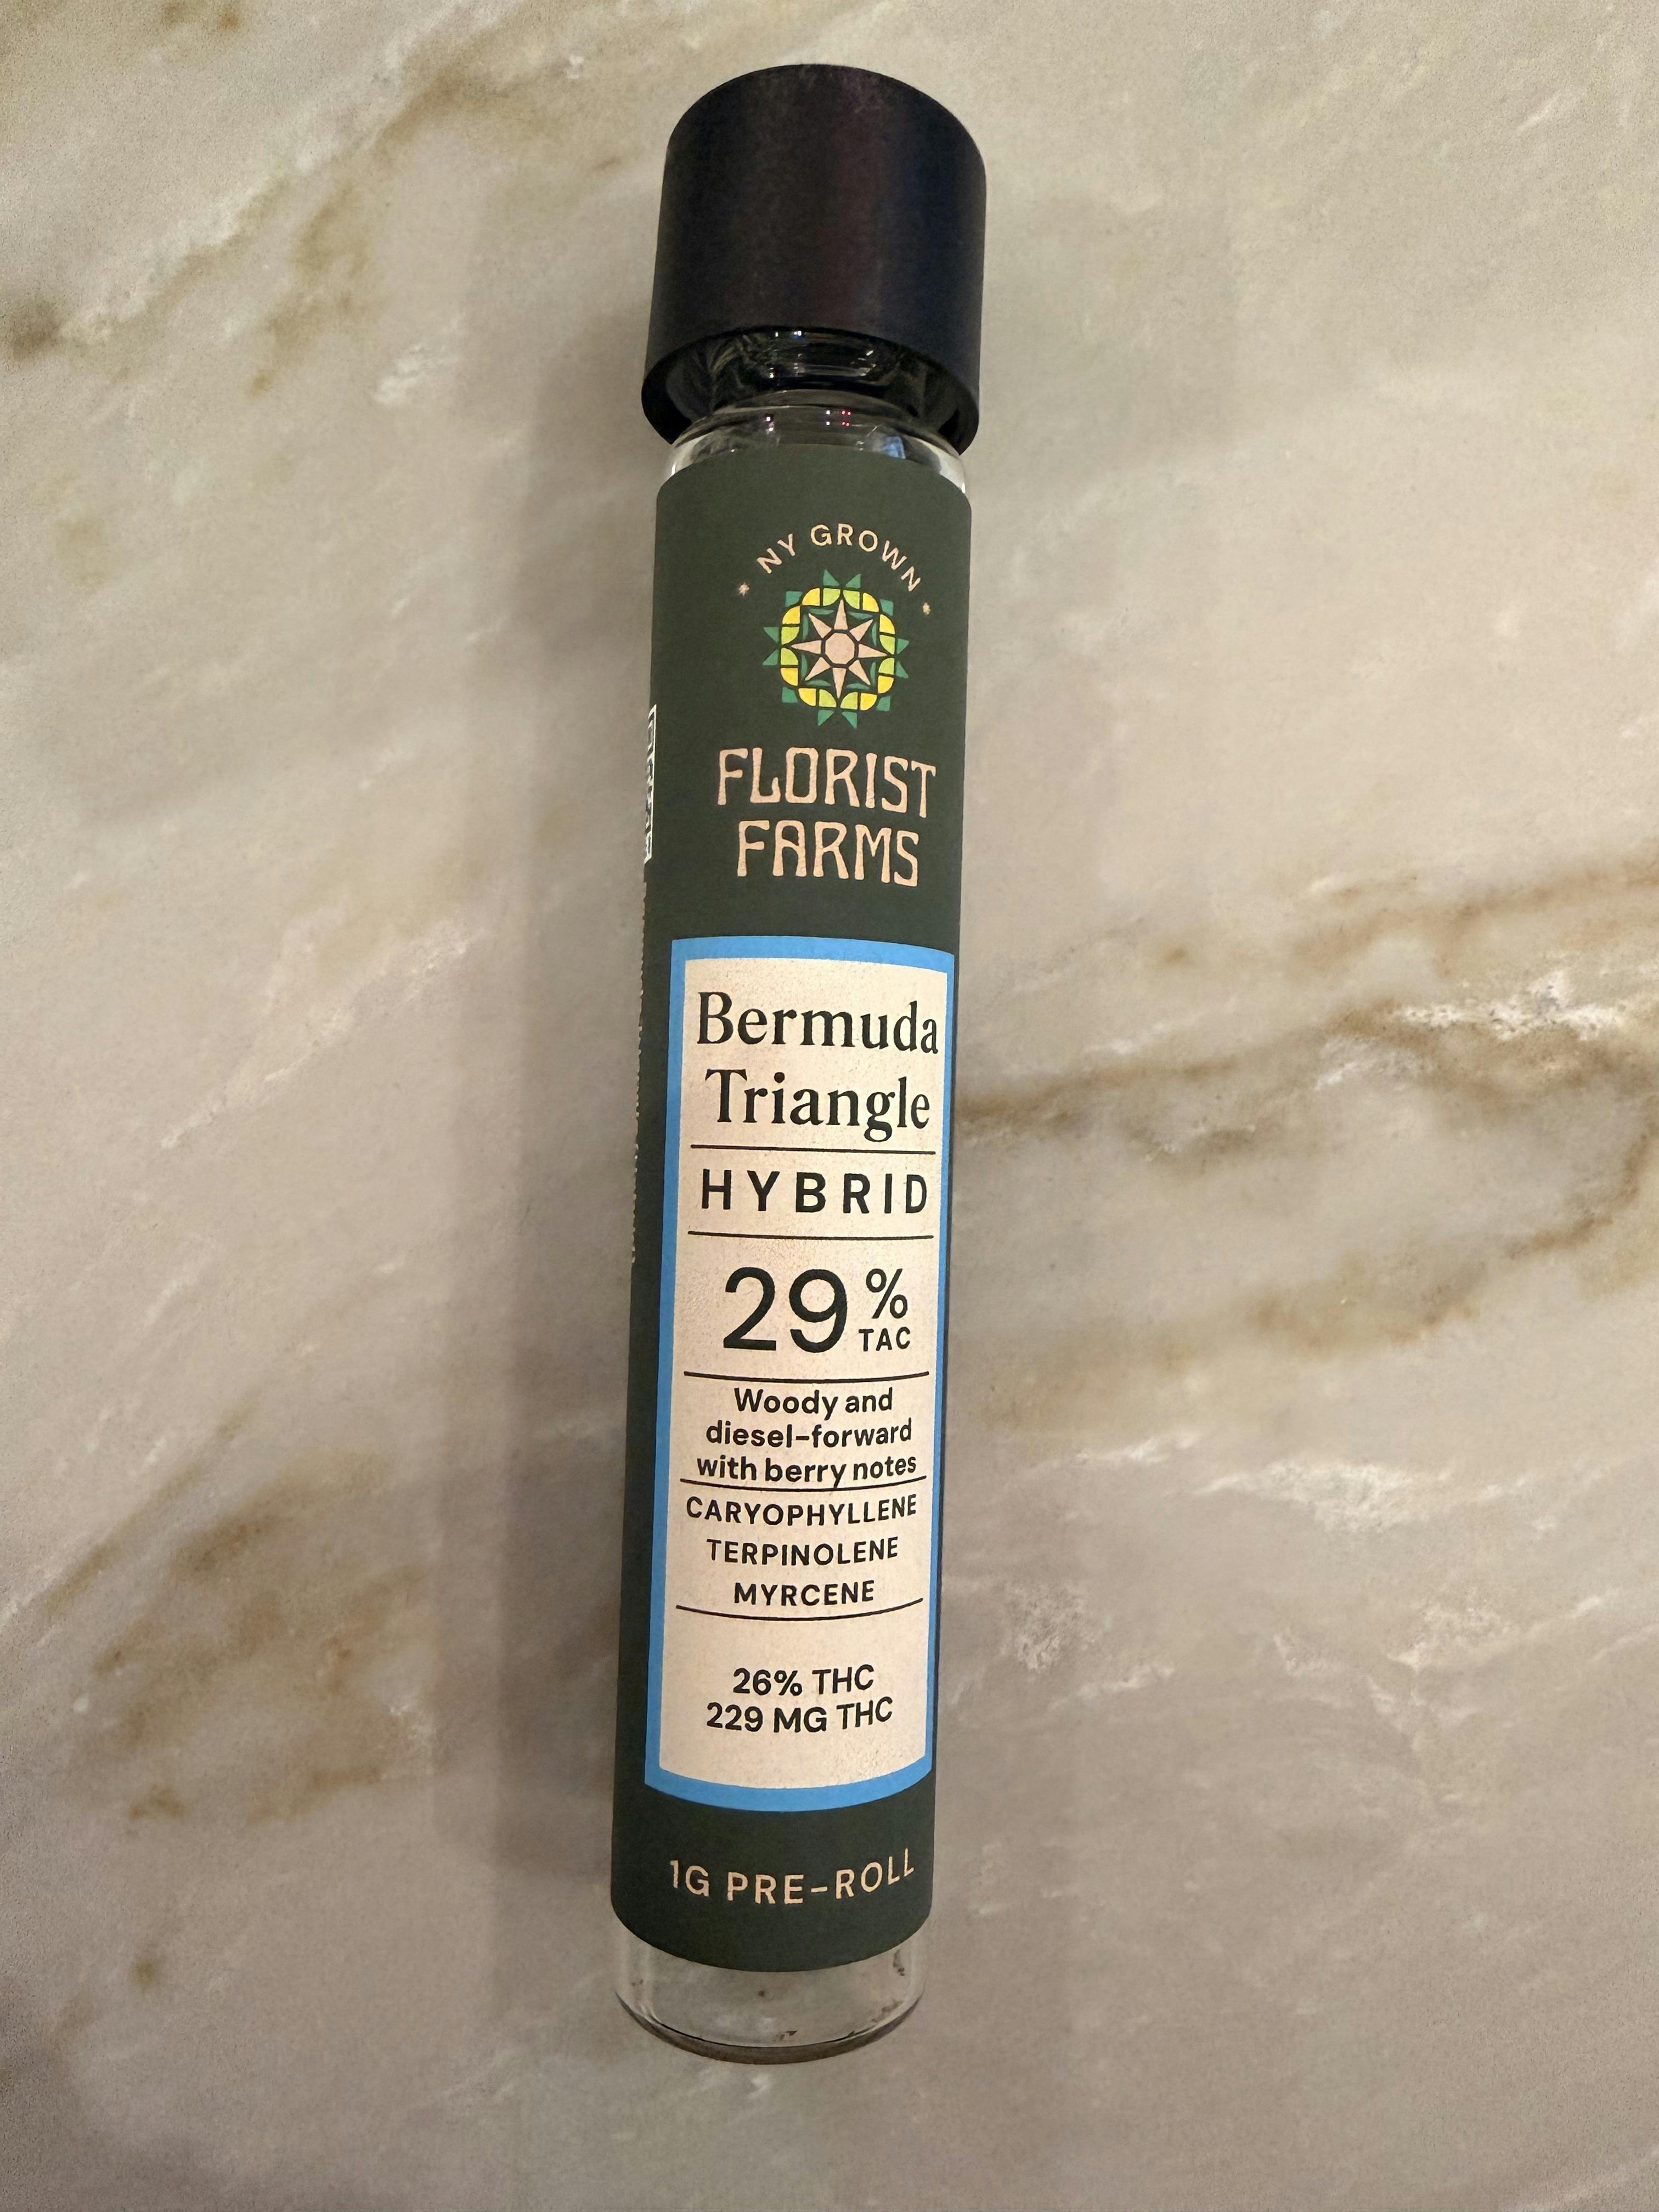 NY GROWN
FLORIST
FARMS
Bermuda
Triangle
HYBRID
29%
TAC
Woody and
diesel-forward
with berry notes
CARYOPHYLLENE
TERPINOLENE
MYRCENE
26% THC
229 MG THC
1G PRE-ROLL